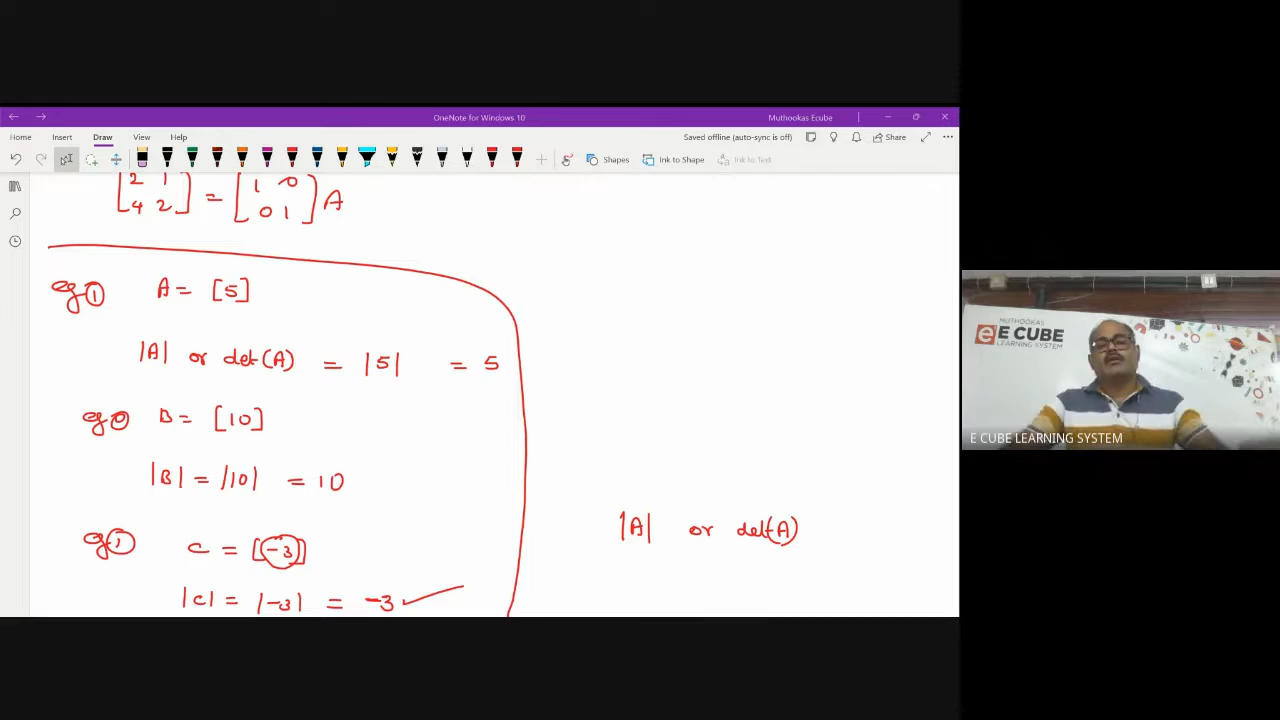 OneNote for Windows 10
Muthookas Ecube
Home Insert Draw View Help
Saved offline (auto-sync is off)
Share
Shapes
Ink to Shape
Ink to Text
[2 1
4 2] = [1 0
0 1] A
eg 1 A = [5]
|A| or det(A) = |5| = 5
eg B = [10]
|B| = |10| = 10
eg C = [-3]
|C| = |-3| = -3
|A| or det(A)
MUTHOOKAS
e E CUBE
LEARNING SYSTEM
E CUBE LEARNING SYSTEM